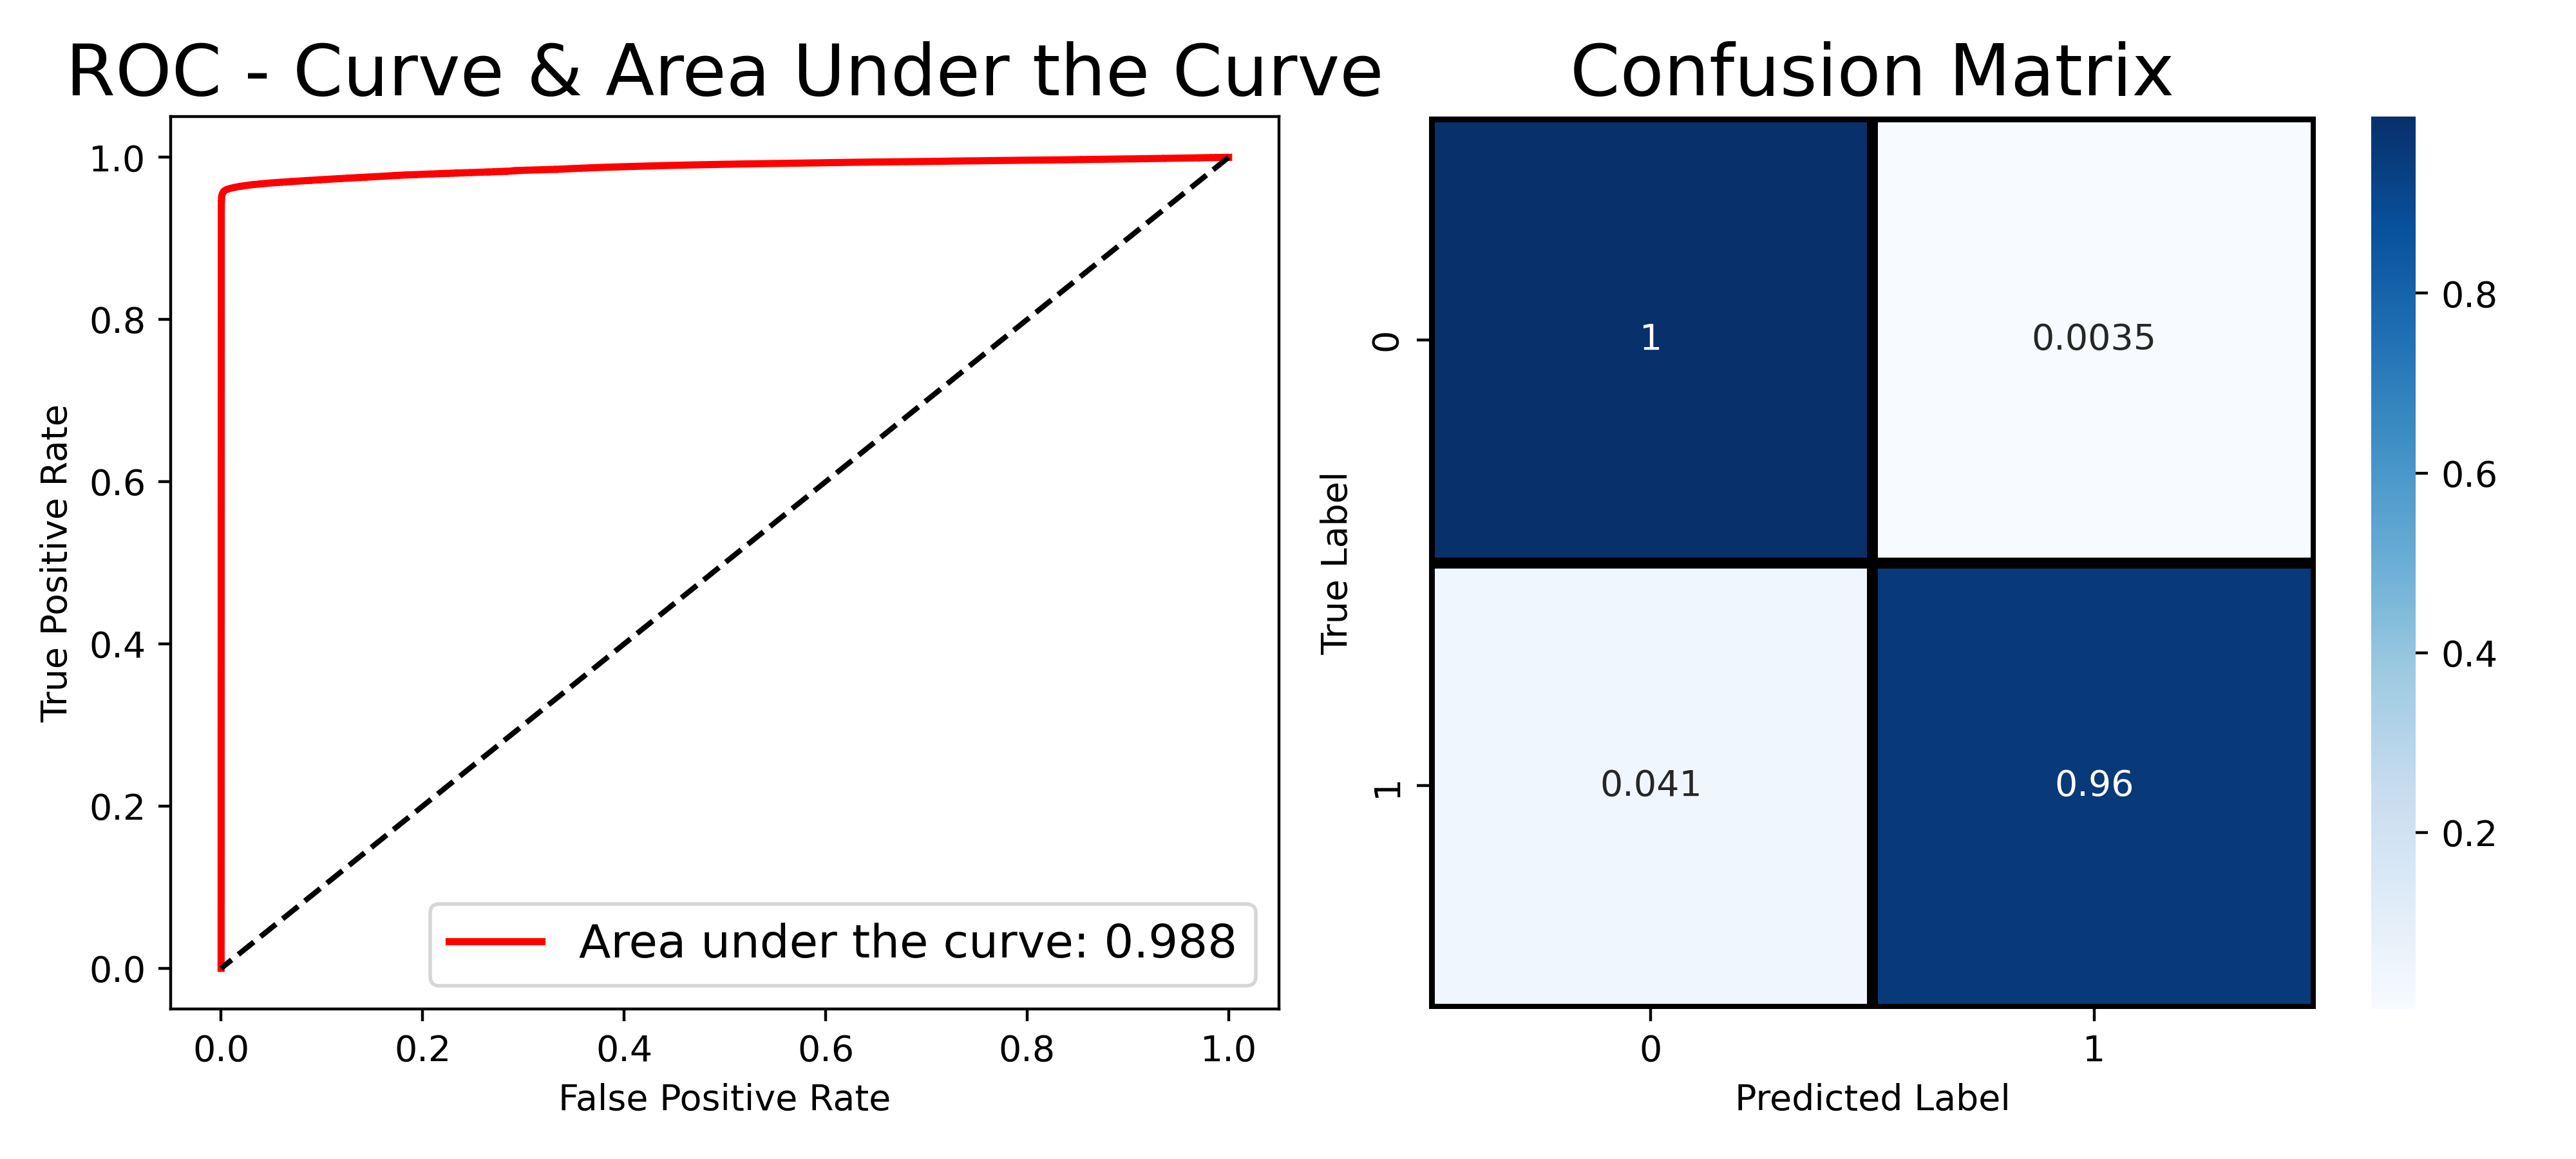 ROC - Curve & Area Under the Curve
True Positive Rate
1.0
0.8
0.6
0.4
0.2
0.0
Area under the curve: 0.988
0.0 0.2 0.4 0.6 0.8 1.0
False Positive Rate
Confusion Matrix
True Label
0
1
1 0.0035
0.041 0.96
0 1
Predicted Label
0.8
0.6
0.4
0.2